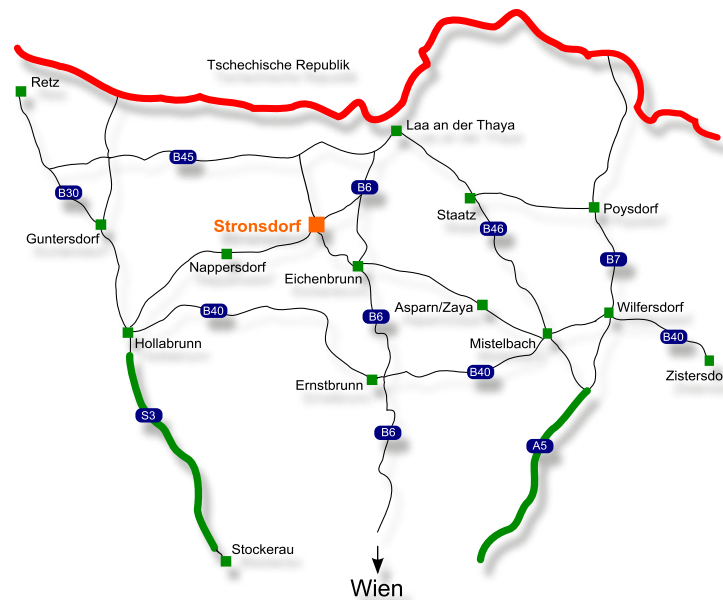 Tschechische Republik
Retz
Laa an der Thaya
B45
B6
B30
Staatz
Poysdorf
Stronsdorf
B46
Guntersdorf
Nappersdorf
B7
Eichenbrunn
Asparn/Zaya
B40
B6
Wilfersdorf
Hollabrunn
Mistelbach
B40
Zistersdo
Ernstbrunn
B40
S3
B6
A5
Stockerau
Wien